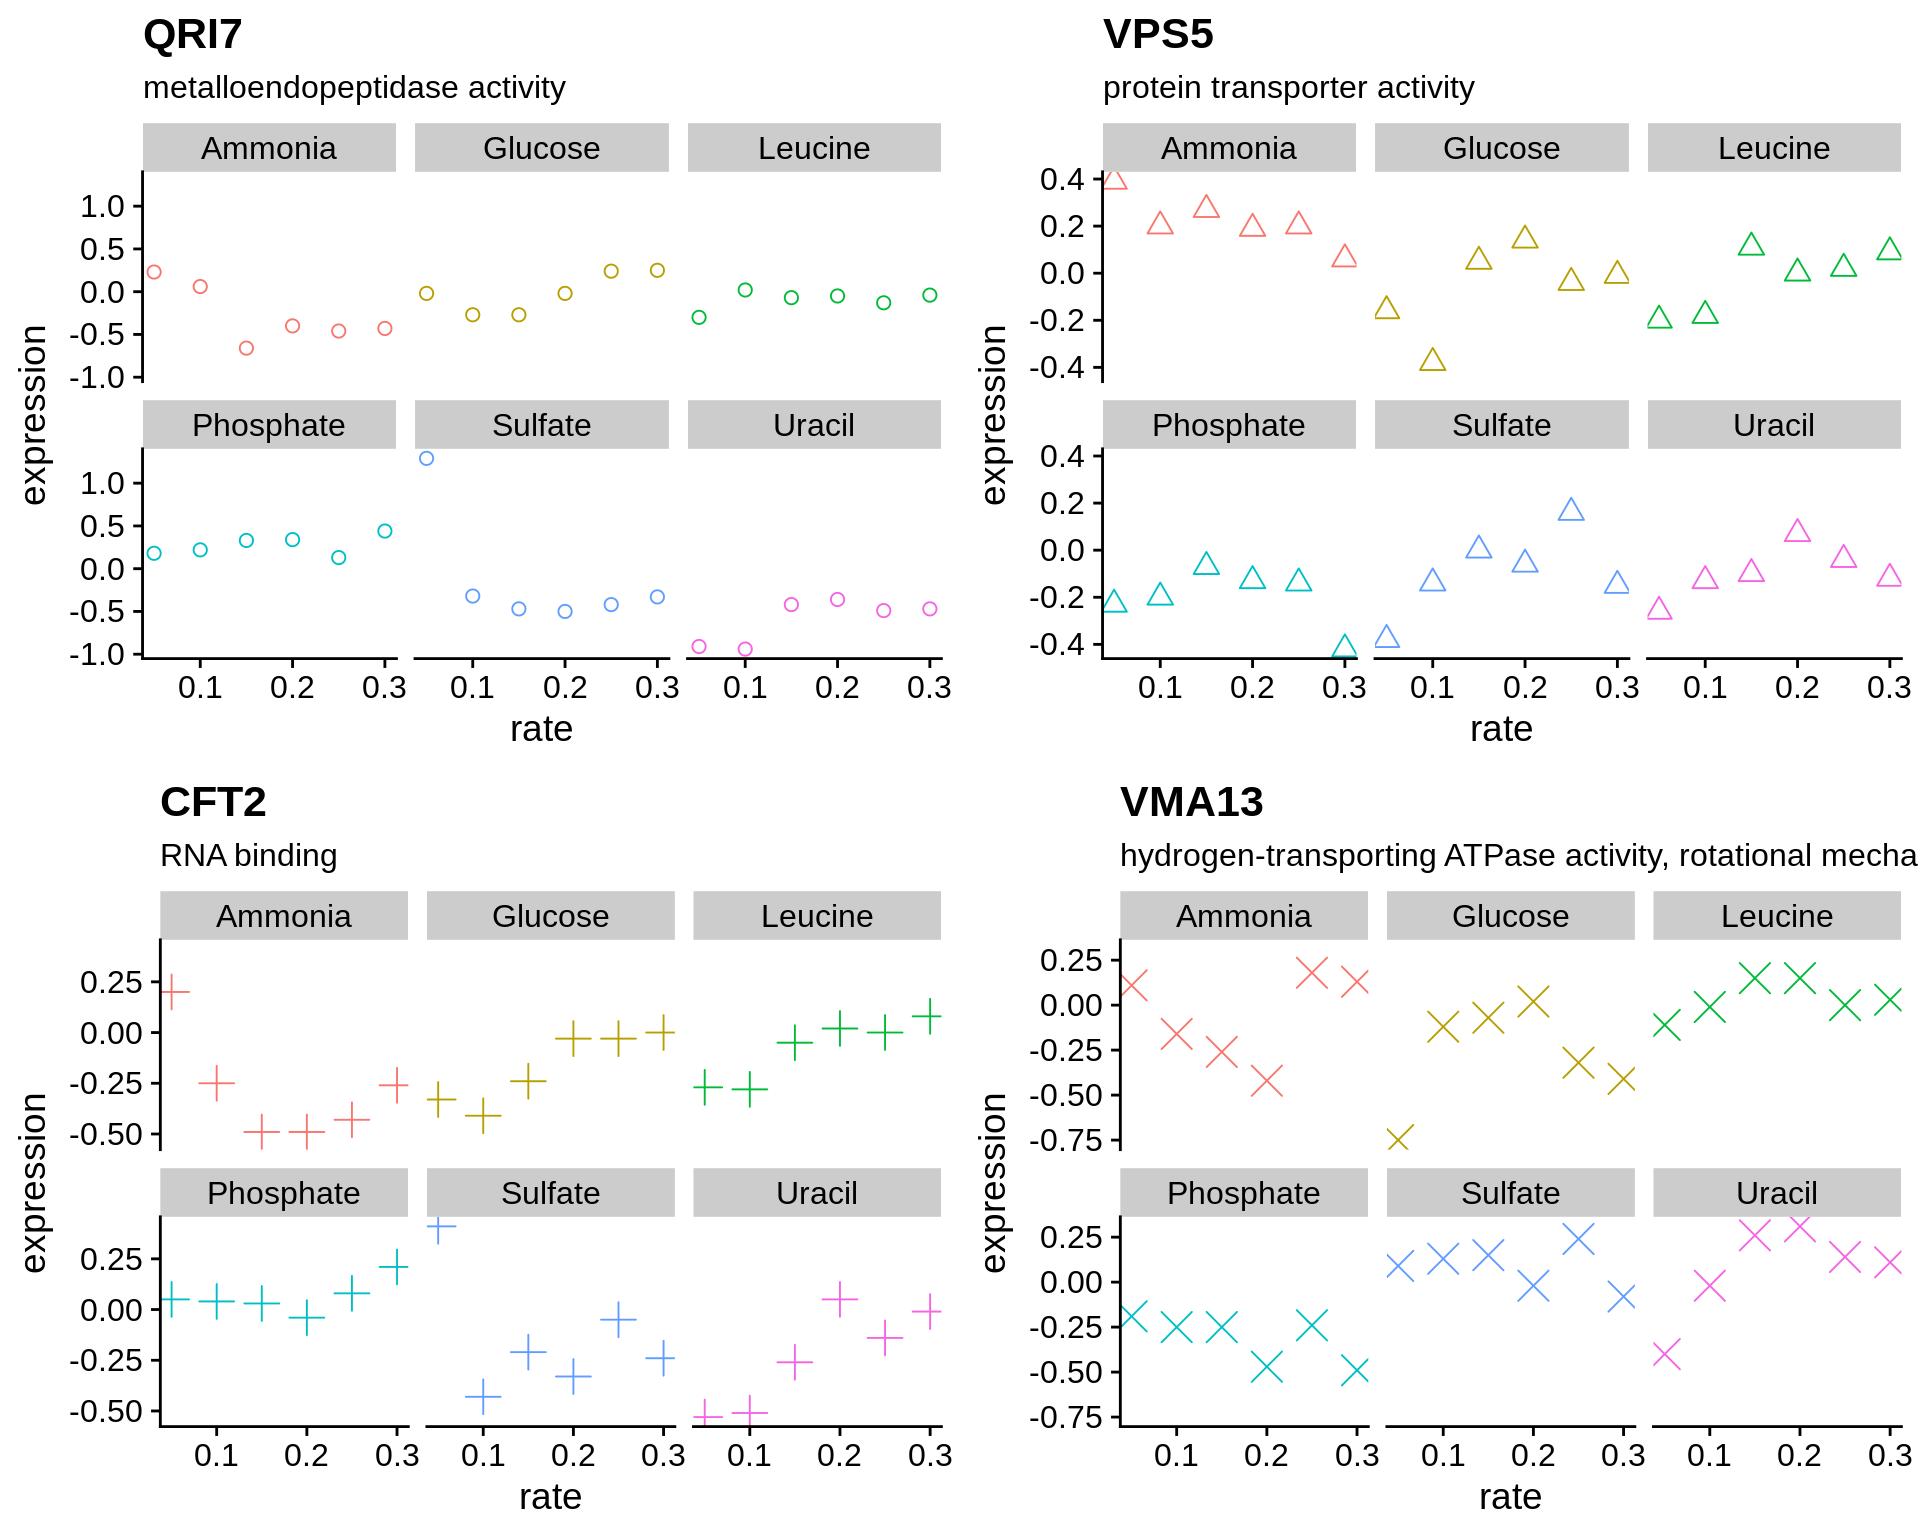 QRI7
metalloendopeptidase activity
Ammonia Glucose Leucine
1.0
0.5
0.0
-0.5
-1.0
Phosphate Sulfate Uracil
1.0
0.5
0.0
-0.5
-1.0
expression
0.1 0.2 0.3 0.1 0.2 0.3 0.1 0.2 0.3
rate
VPS5
protein transporter activity
Ammonia Glucose Leucine
0.4
0.2
0.0
-0.2
-0.4
Phosphate Sulfate Uracil
0.4
0.2
0.0
-0.2
-0.4
expression
0.1 0.2 0.3 0.1 0.2 0.3 0.1 0.2 0.3
rate
CFT2
RNA binding
Ammonia Glucose Leucine
0.25
0.00
-0.25
-0.50
Phosphate Sulfate Uracil
0.25
0.00
-0.25
-0.50
expression
0.1 0.2 0.3 0.1 0.2 0.3 0.1 0.2 0.3
rate
VMA13
hydrogen-transporting ATPase activity, rotational mecha
Ammonia Glucose Leucine
0.25
0.00
-0.25
-0.50
-0.75
Phosphate Sulfate Uracil
0.25
0.00
-0.25
-0.50
-0.75
expression
0.1 0.2 0.3 0.1 0.2 0.3 0.1 0.2 0.3
rate